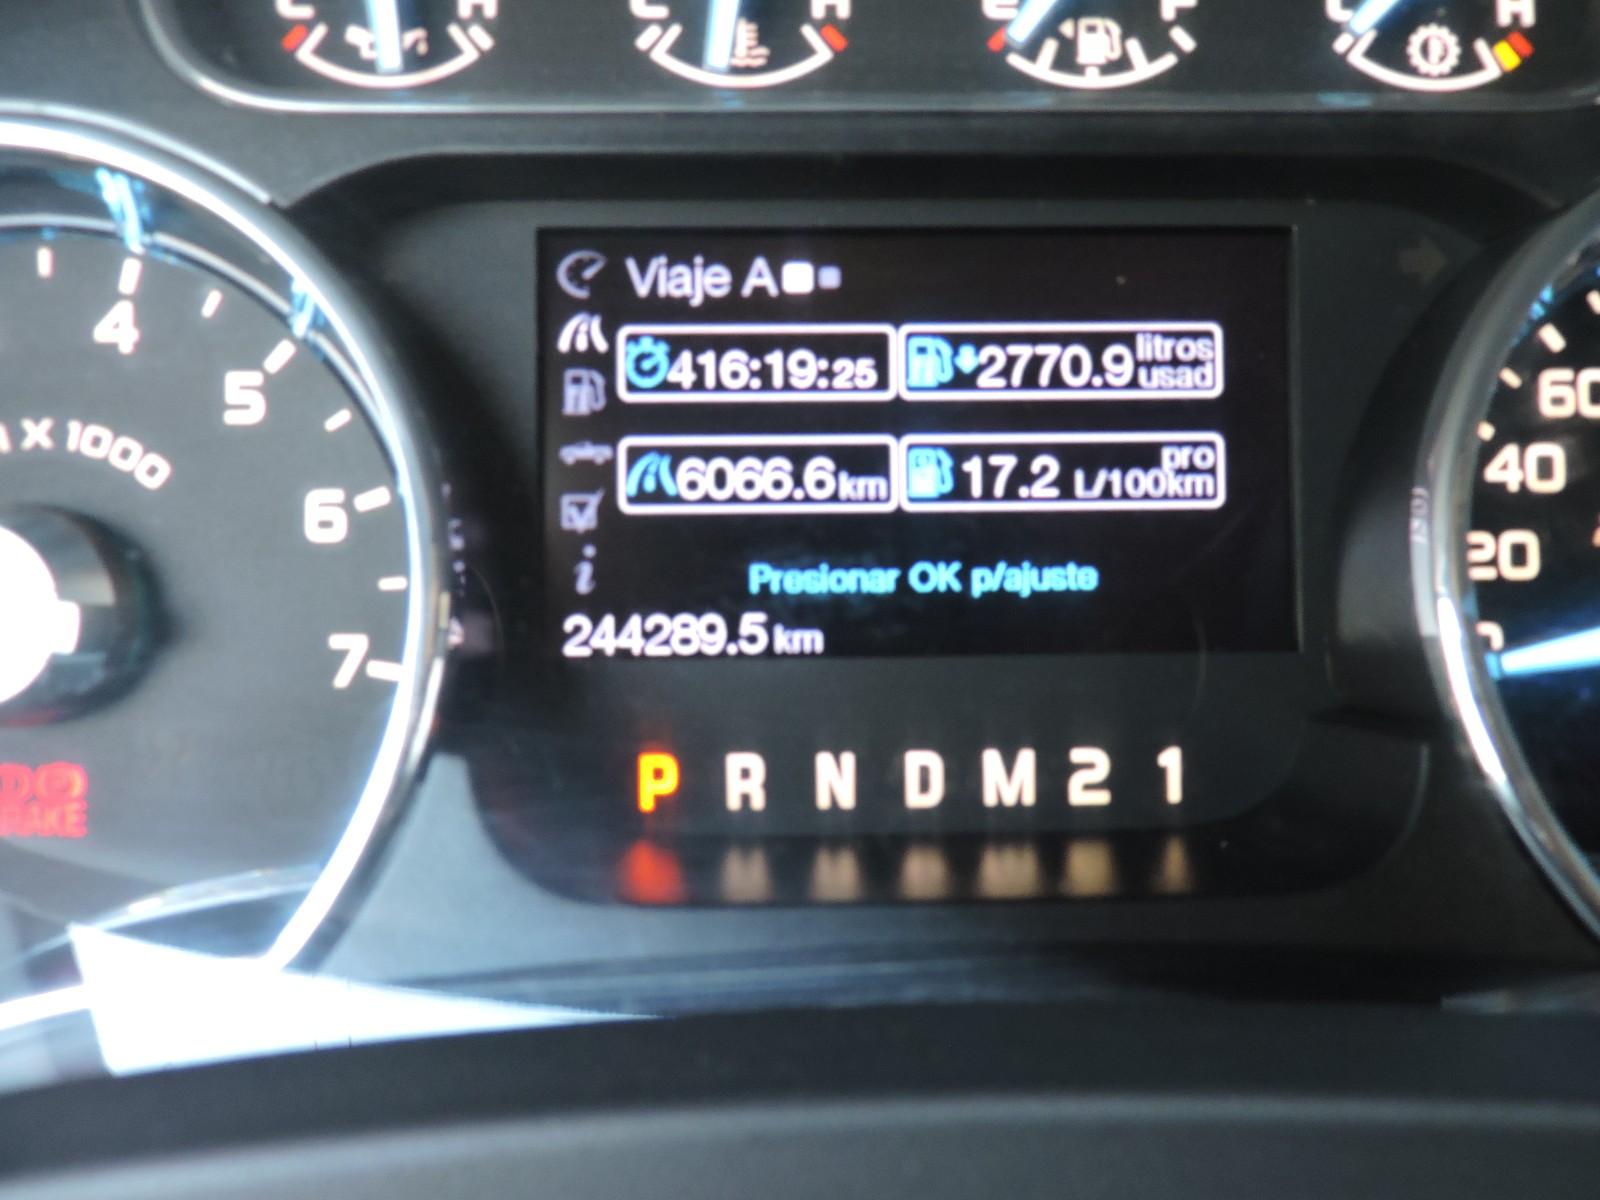 C H C H E F C H
Viaje A
416:19:25 2770.9 litros usad
6066.6 km 17.2 pro L/100km
Presionar OK p/ajuste
244289.5 km
P R N D M 2 1
4
5
6
7
X 1000
60
40
20